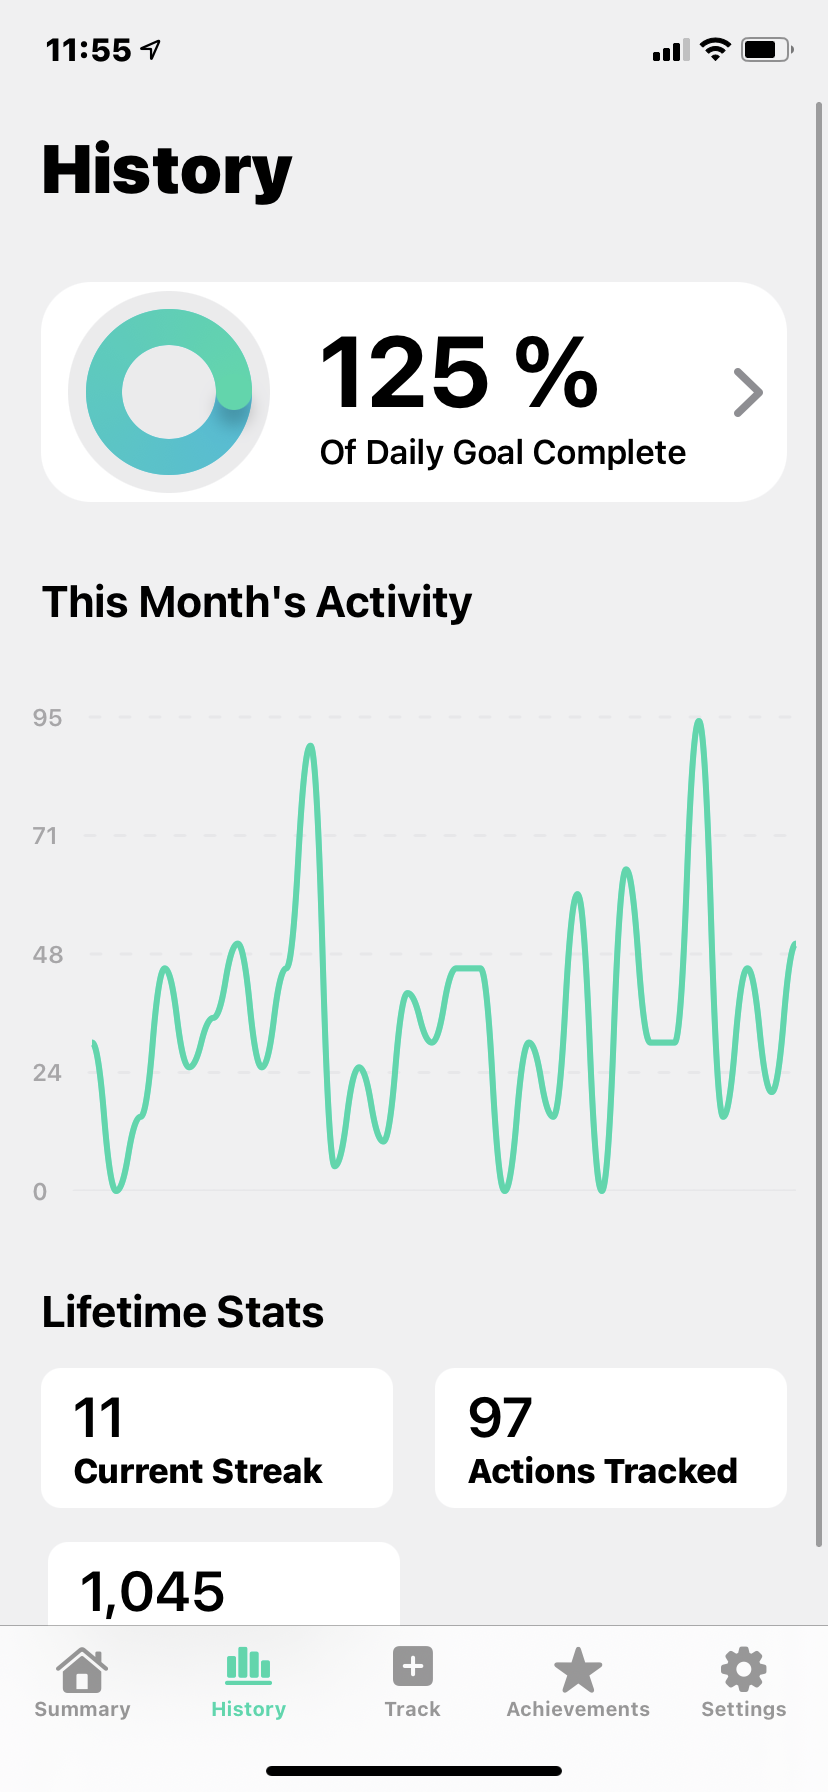 11:55
History
125 %
Of Daily Goal Complete
This Month's Activity
95
71
48
24
0
Lifetime Stats
11
Current Streak
97
Actions Tracked
1,045
Summary
History
Track
Achievements
Settings